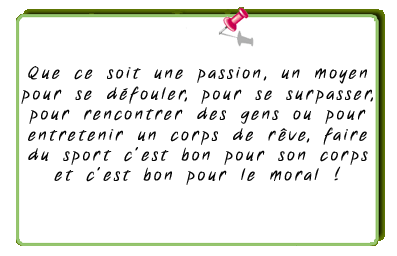 Que ce soit une passion, un moyen
pour se défouler, pour se surpasser,
pour rencontrer des gens ou pour
entretenir un corps de rêve, faire
du sport c'est bon pour son corps
et c'est bon pour le moral !